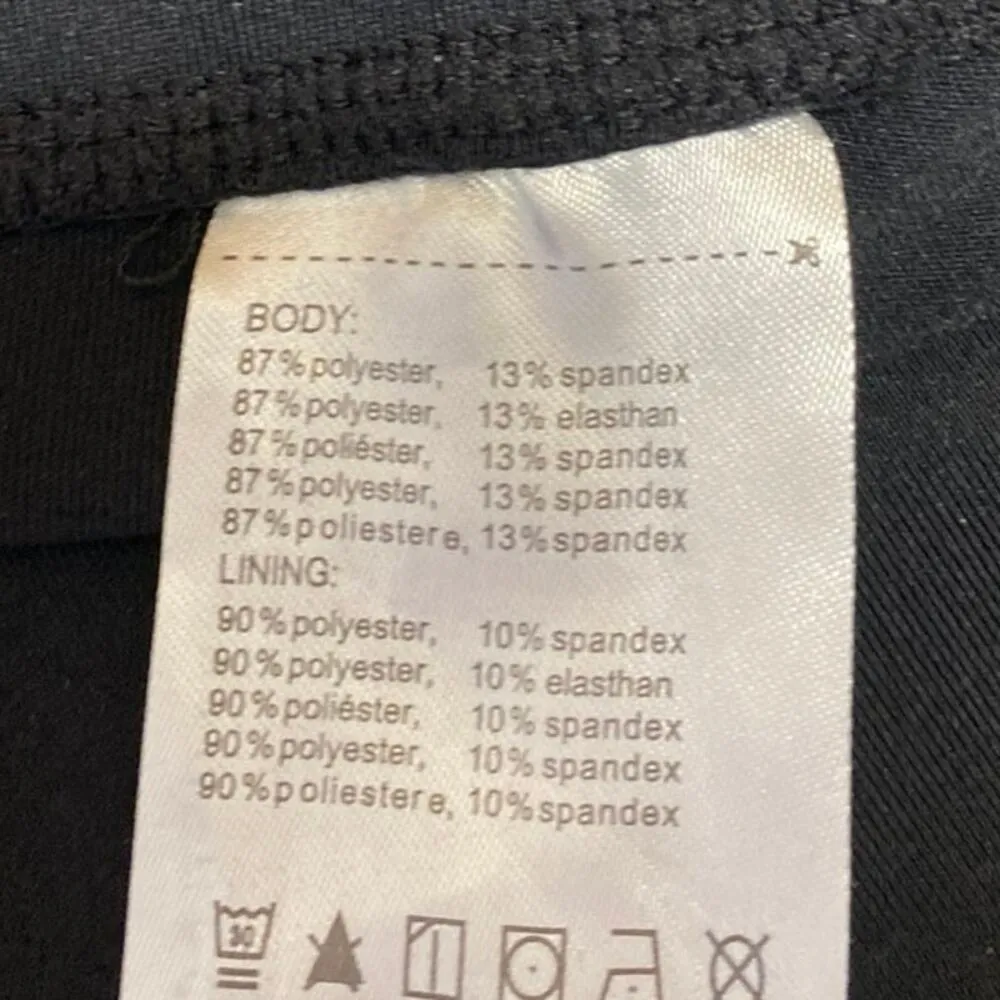 BODY:
87% polyester, 13% spandex
87% polyester, 13% elasthan
87% poliéster, 13% spandex
87% polyester, 13% spandex
87% poliestere, 13% spandex
LINING:
90% polyester, 10% spandex
90% polyester, 10% elasthan
90% poliéster, 10% spandex
90% polyester, 10% spandex
90% poliestere, 10% spandex
30